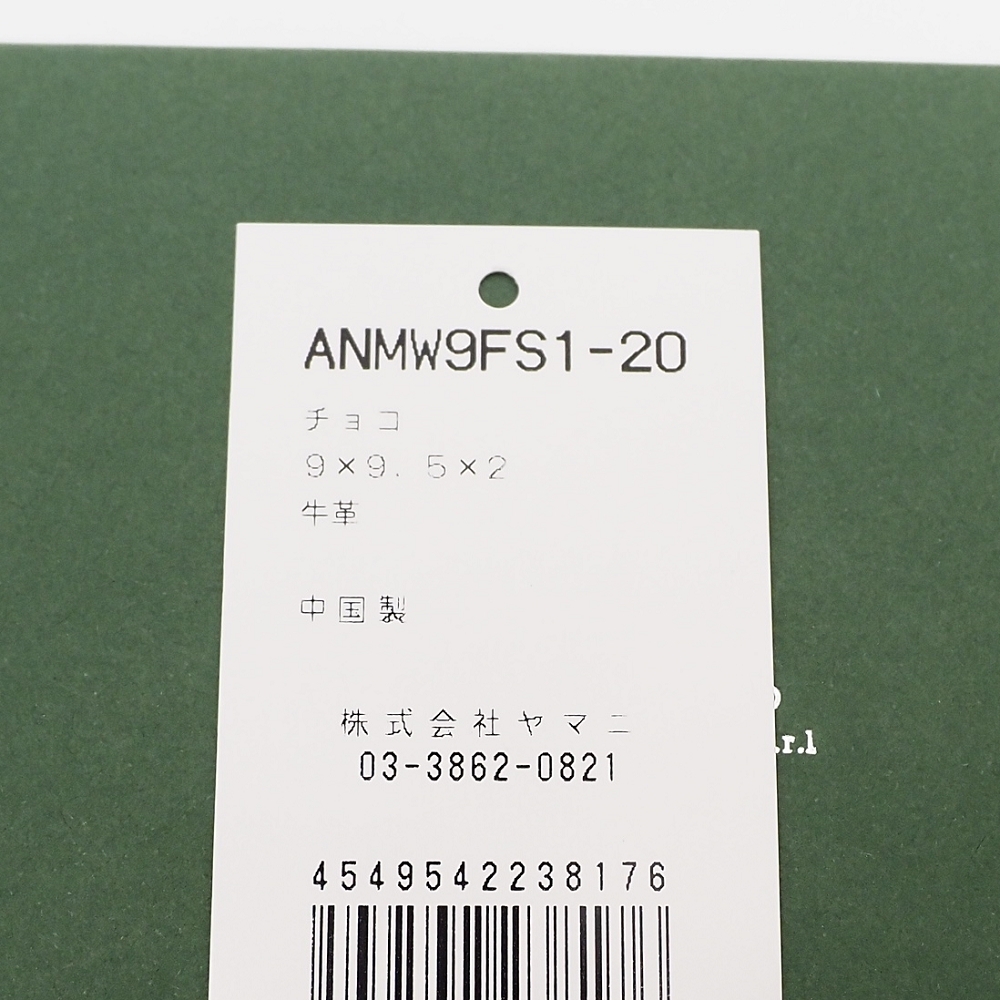 ANMW9FS1-20
チョコ
9×9.5×2
牛革
中国製
株式会社ヤマニ
03-3862-0821
4549542238176
.r.l